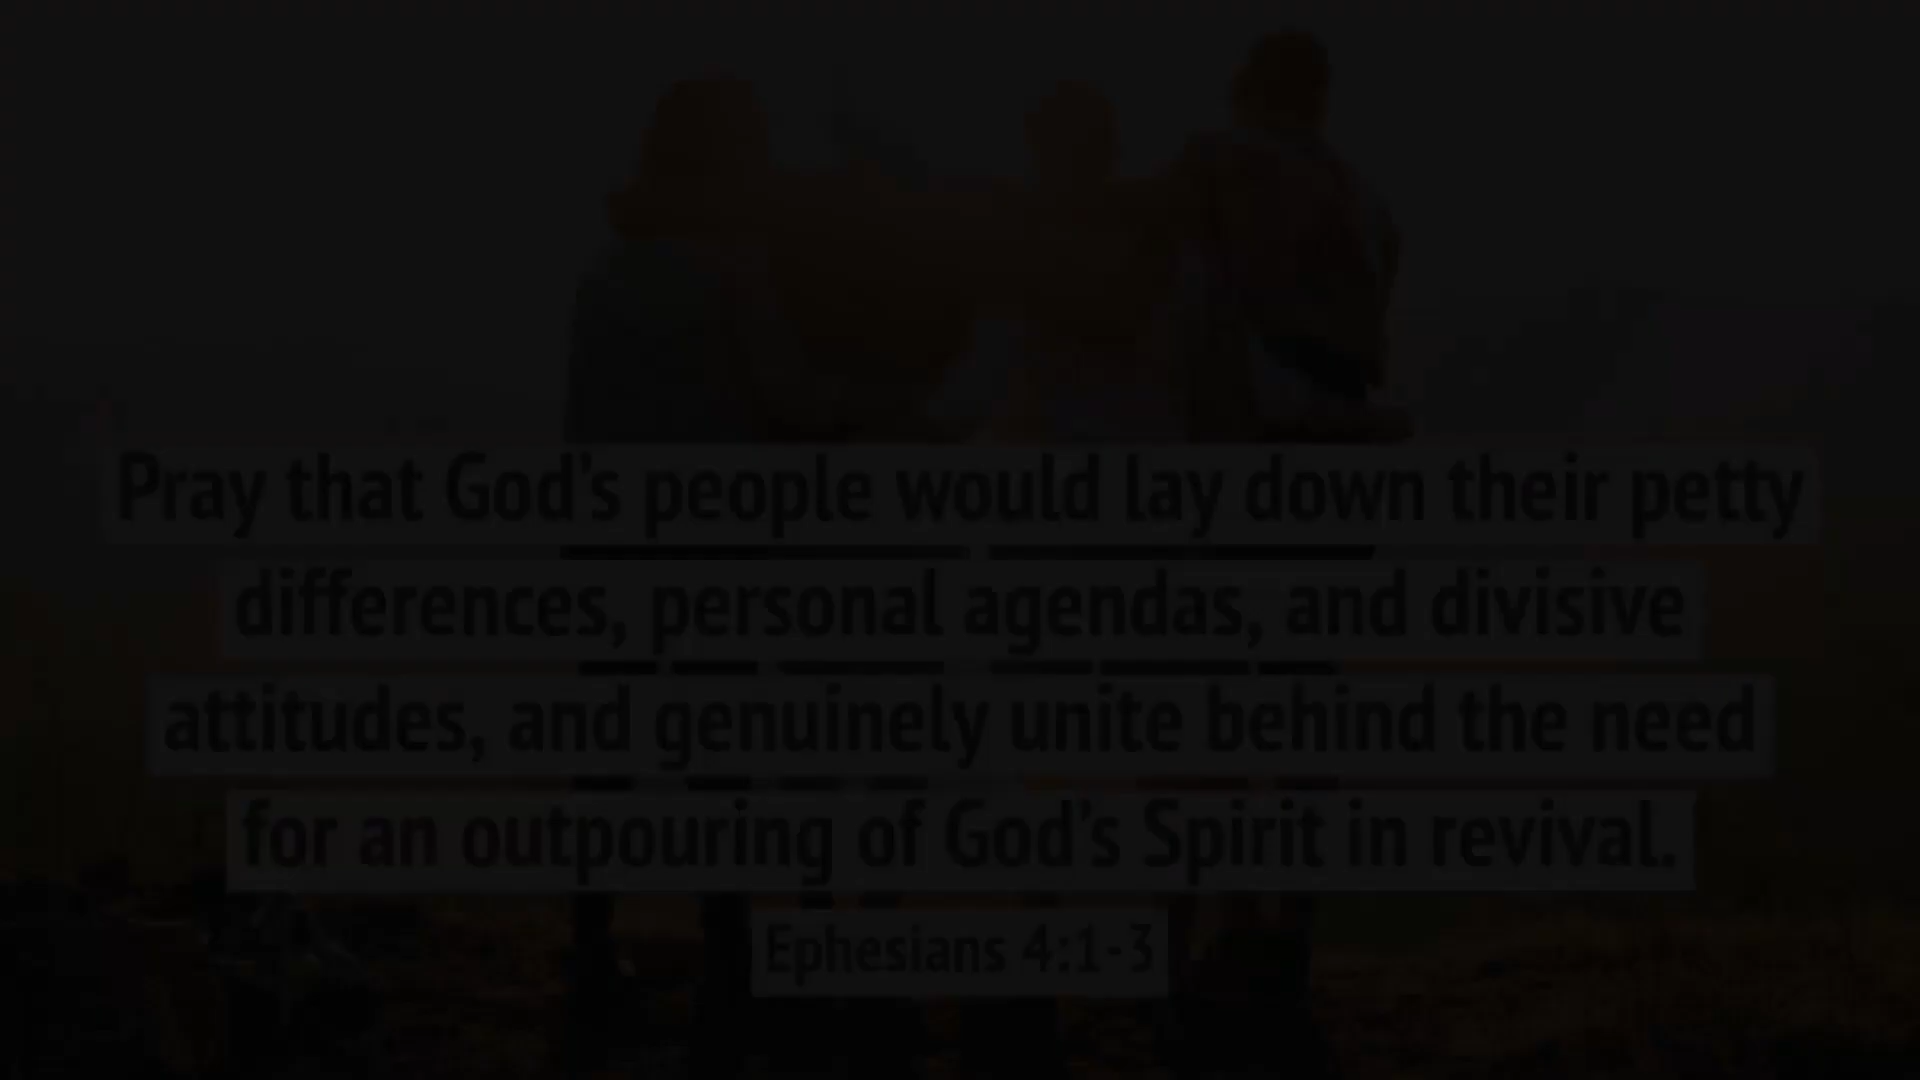 Pray that God’s people would lay down their petty
differences, personal agendas, and divisive
attitudes, and genuinely unite behind the need
for an outpouring of God’s Spirit in revival.
Ephesians 4:1-3